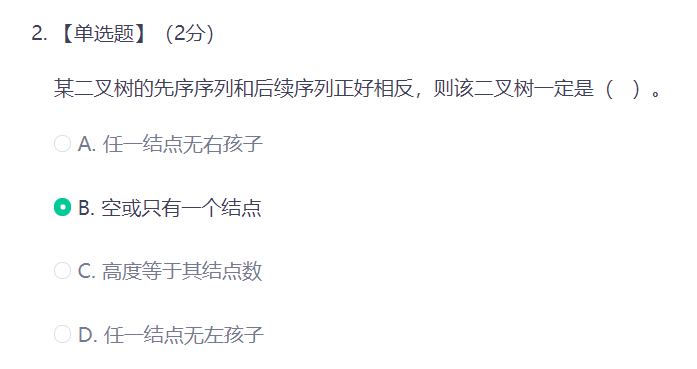 2. 【单选题】（2分）
某二叉树的先序序列和后续序列正好相反，则该二叉树一定是（ ）。
A. 任一结点无右孩子
B. 空或只有一个结点
C. 高度等于其结点数
D. 任一结点无左孩子